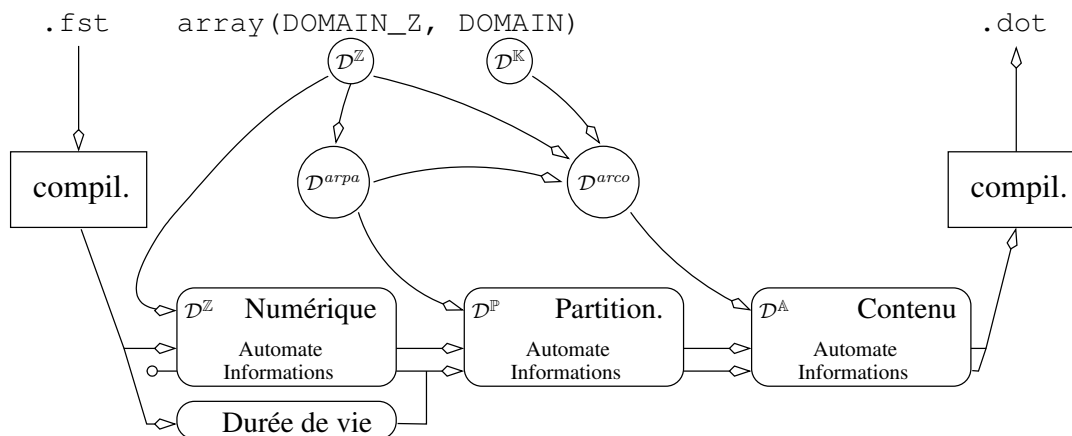 .fst array(DOMAIN_Z, DOMAIN) .dot
𝒟^ℤ 𝒟^𝕂
compil. 𝒟^arpa 𝒟^arco compil.
𝒟^ℤ Numérique 𝒟^ℙ Partition. 𝒟^𝔸 Contenu
Automate Automate Automate
Informations Informations Informations
Durée de vie